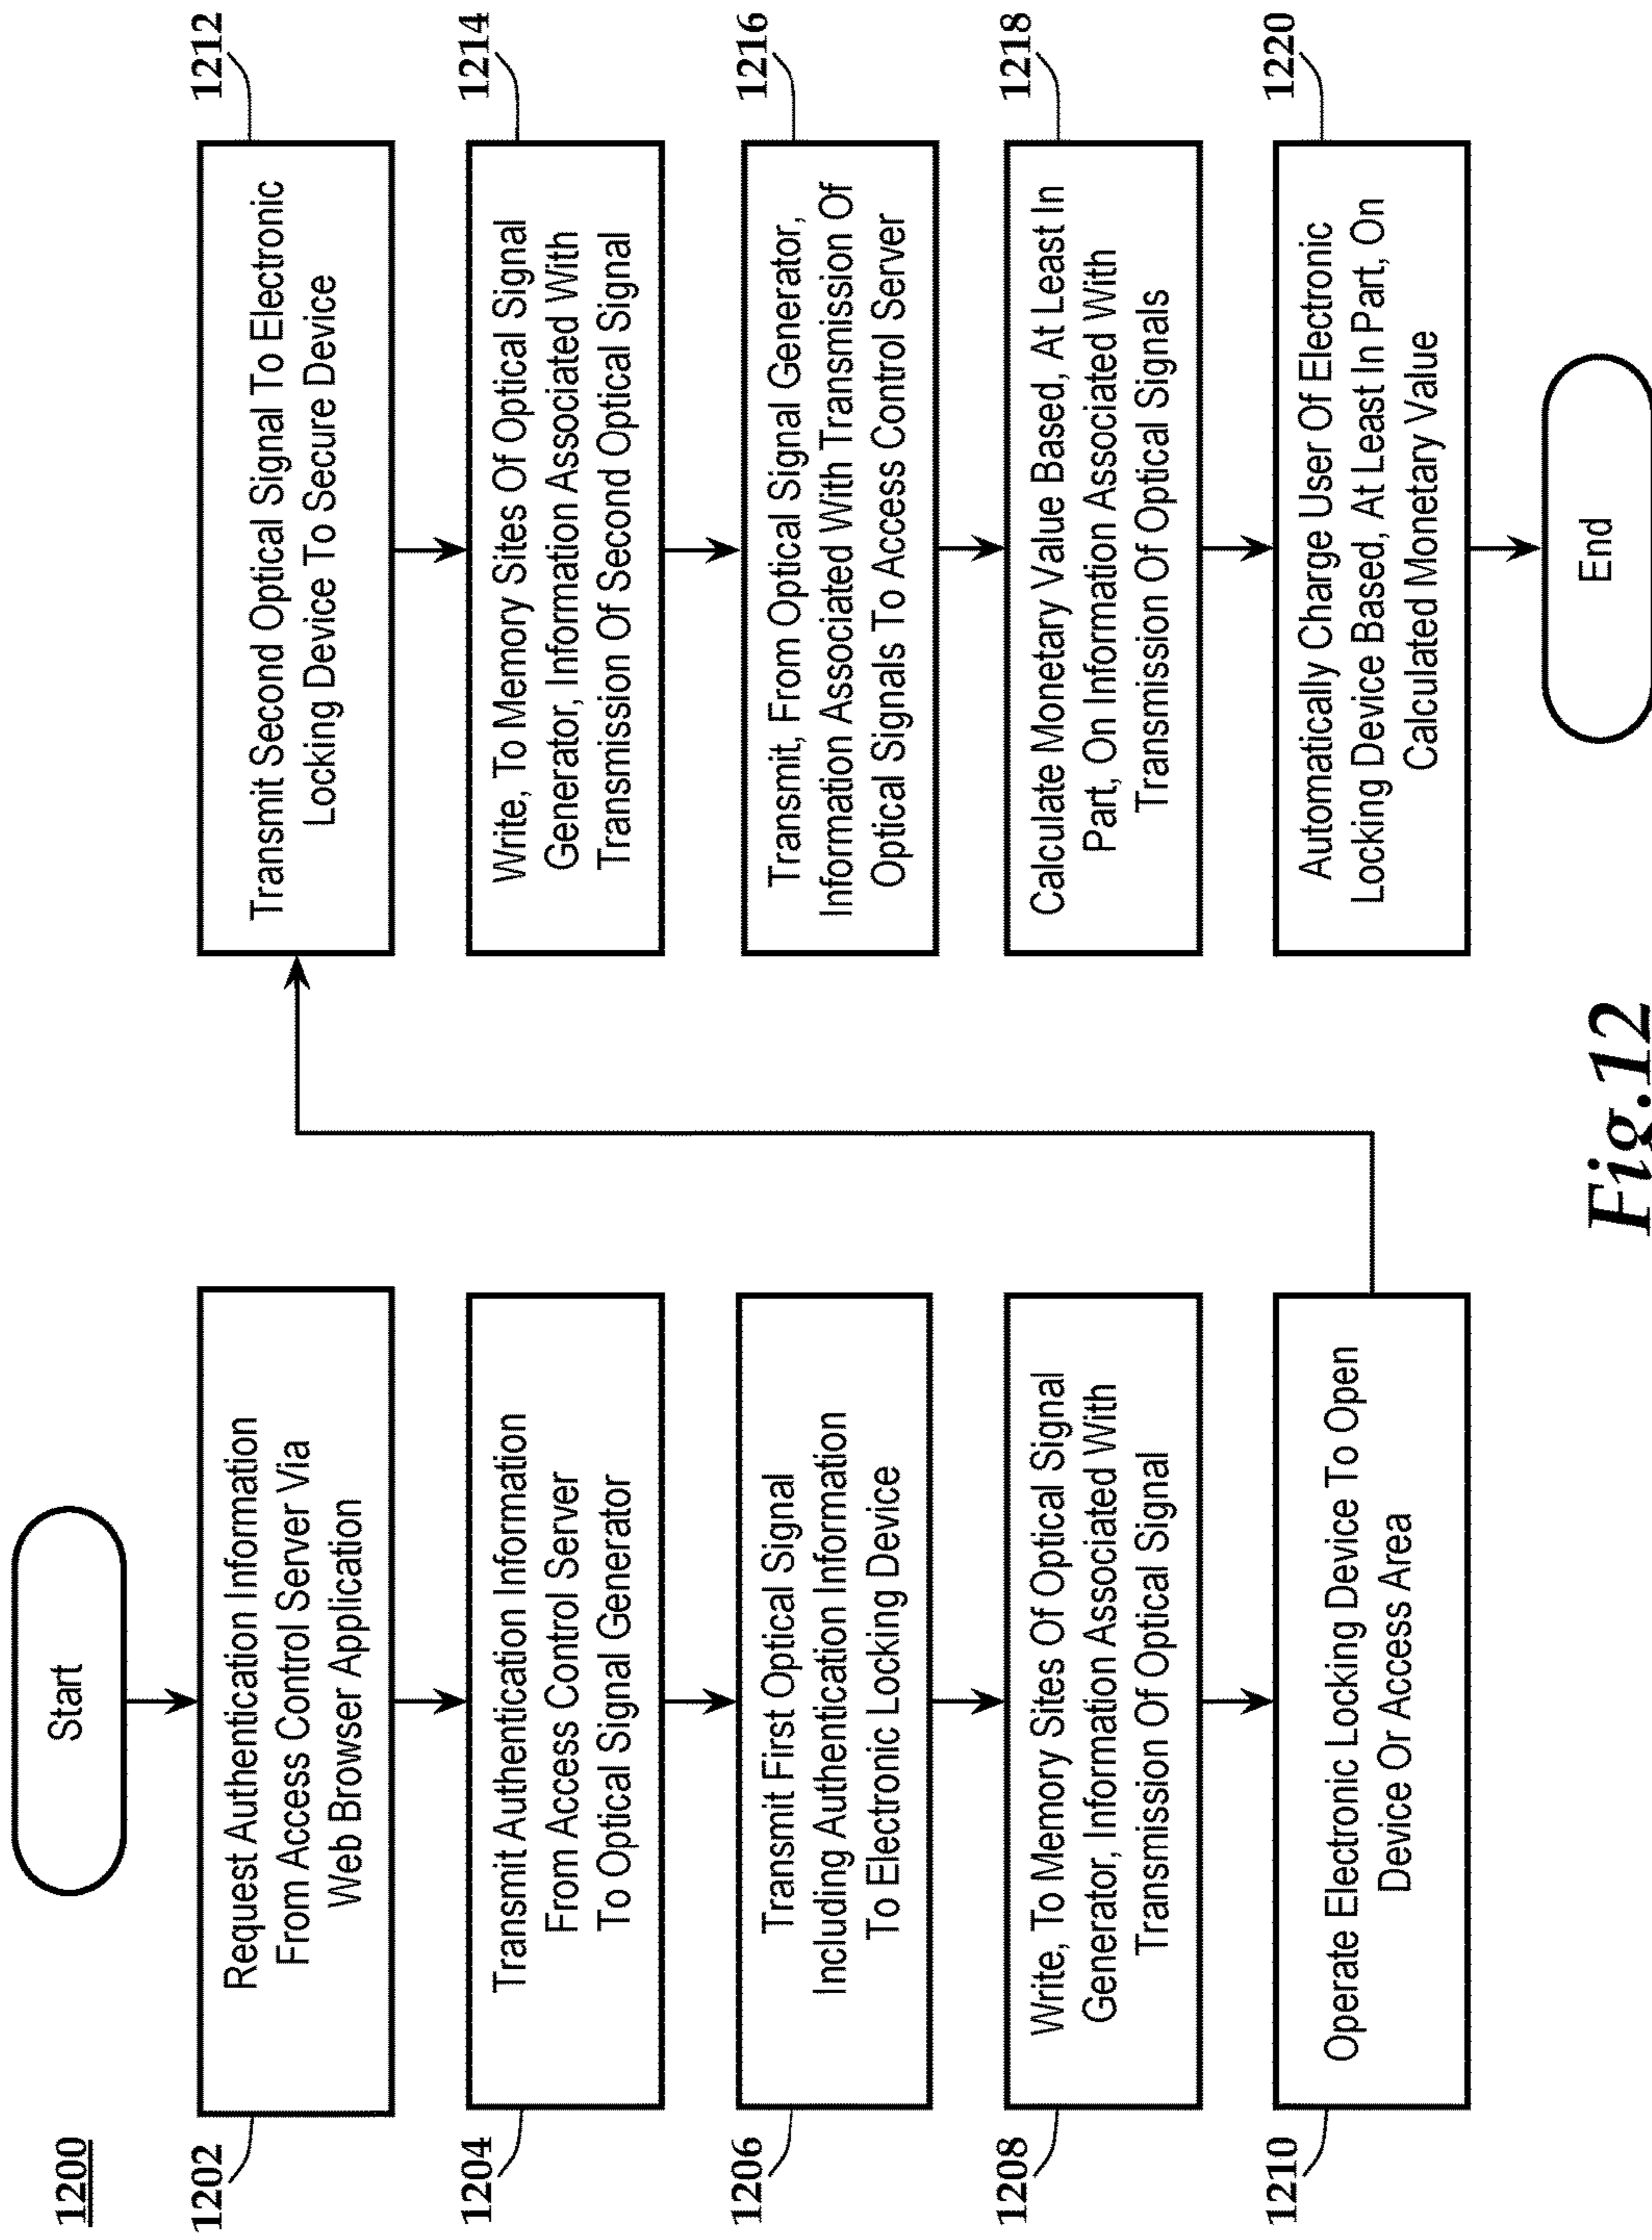 1200
Start
1202
Request Authentication Information
From Access Control Server Via
Web Browser Application
1204
Transmit Authentication Information
From Access Control Server
To Optical Signal Generator
1206
Transmit First Optical Signal
Including Authentication Information
To Electronic Locking Device
1208
Write, To Memory Sites Of Optical Signal
Generator, Information Associated With
Transmission Of Optical Signal
1210
Operate Electronic Locking Device To Open
Device Or Access Area
1212
Transmit Second Optical Signal To Electronic
Locking Device To Secure Device
1214
Write, To Memory Sites Of Optical Signal
Generator, Information Associated With
Transmission Of Second Optical Signal
1216
Transmit, From Optical Signal Generator,
Information Associated With Transmission Of
Optical Signals To Access Control Server
1218
Calculate Monetary Value Based, At Least In
Part, On Information Associated With
Transmission Of Optical Signals
1220
Automatically Charge User Of Electronic
Locking Device Based, At Least In Part, On
Calculated Monetary Value
End
Fig.12